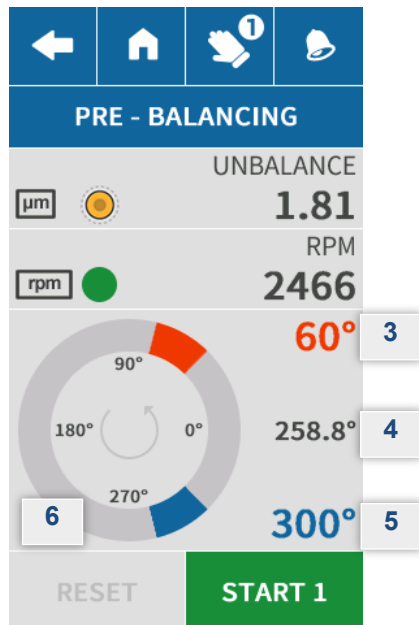 1
PRE - BALANCING
UNBALANCE
µm
1.81
RPM
rpm
2466
60° 3
90°
180° 0° 258.8° 4
270°
6 300° 5
RESET START 1